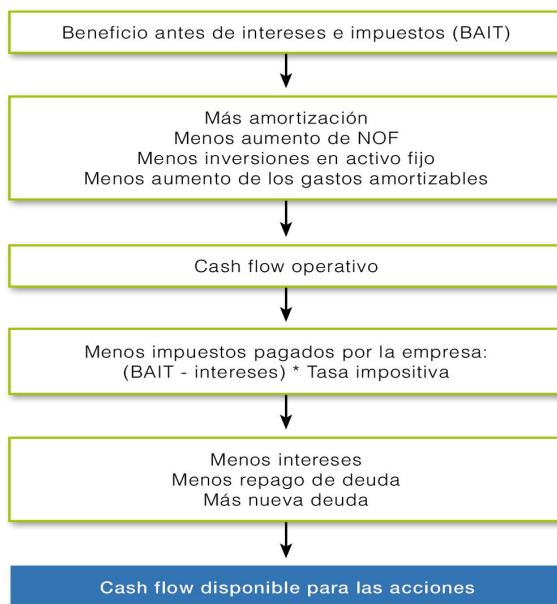 Beneficio antes de intereses e impuestos (BAIT)
Más amortización
Menos aumento de NOF
Menos inversiones en activo fijo
Menos aumento de los gastos amortizables
Cash flow operativo
Menos impuestos pagados por la empresa:
(BAIT - intereses) * Tasa impositiva
Menos intereses
Menos repago de deuda
Más nueva deuda
Cash flow disponible para las acciones